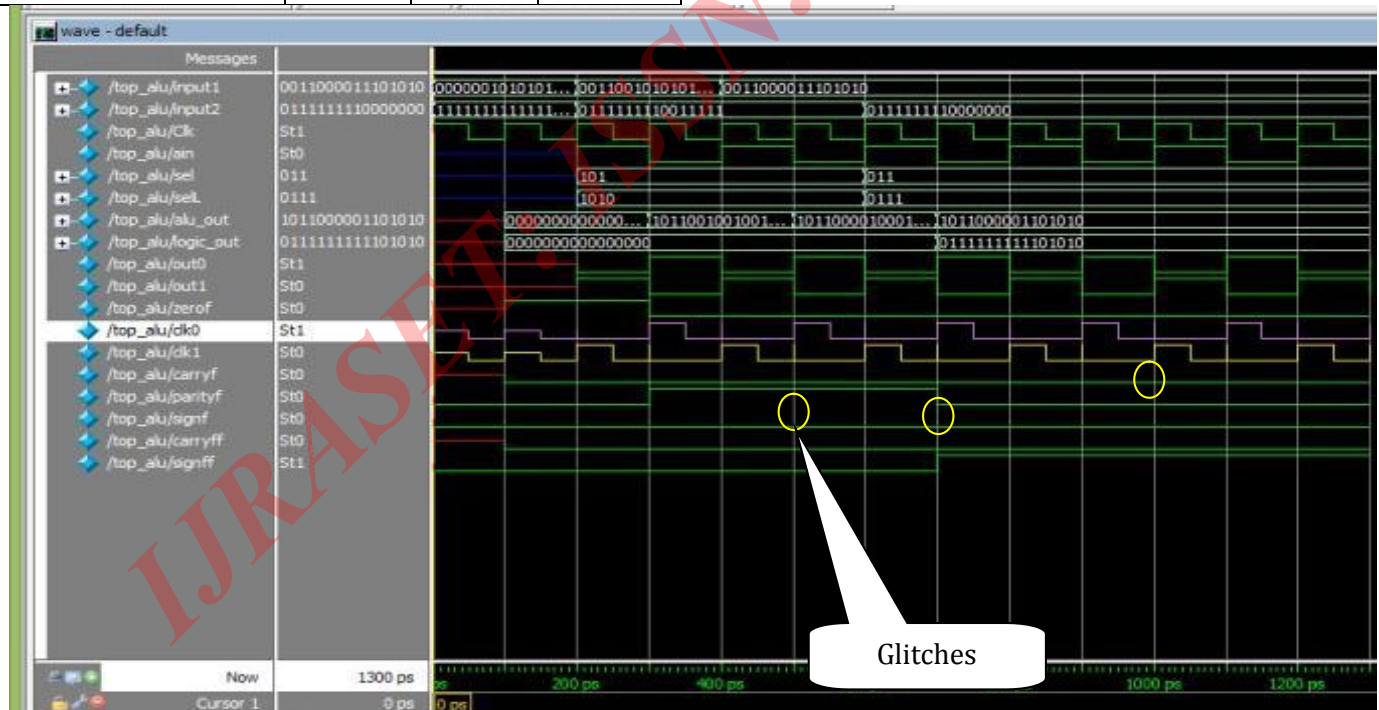 wave - default
Messages
/top_alu/input1 0011000011101010 0000001010101... 0011001010101... 0011000011101010
/top_alu/input2 0111111110000000 1111111111111... 0111111110011111 0111111110000000
/top_alu/Clk St1
/top_alu/ain St0
/top_alu/sel 011 101 011
/top_alu/selL 0111 1010 0111
/top_alu/alu_out 1011000001101010 0000000000000... 1011001001001... 1011000010001... 1011000001101010
/top_alu/logic_out 0111111111101010 0000000000000000 0111111111101010
/top_alu/out0 St1
/top_alu/out1 St0
/top_alu/zerof St0
/top_alu/clk0 St1
/top_alu/clk1 St0
/top_alu/carryf St0
/top_alu/parityf St0
/top_alu/signf St0
/top_alu/carryff St0
/top_alu/signff St1
Glitches
Now 1300 ps ps 200 ps 400 ps 1000 ps 1200 ps
Cursor 1 0 ps 0 ps
IJRASET: ISSN: